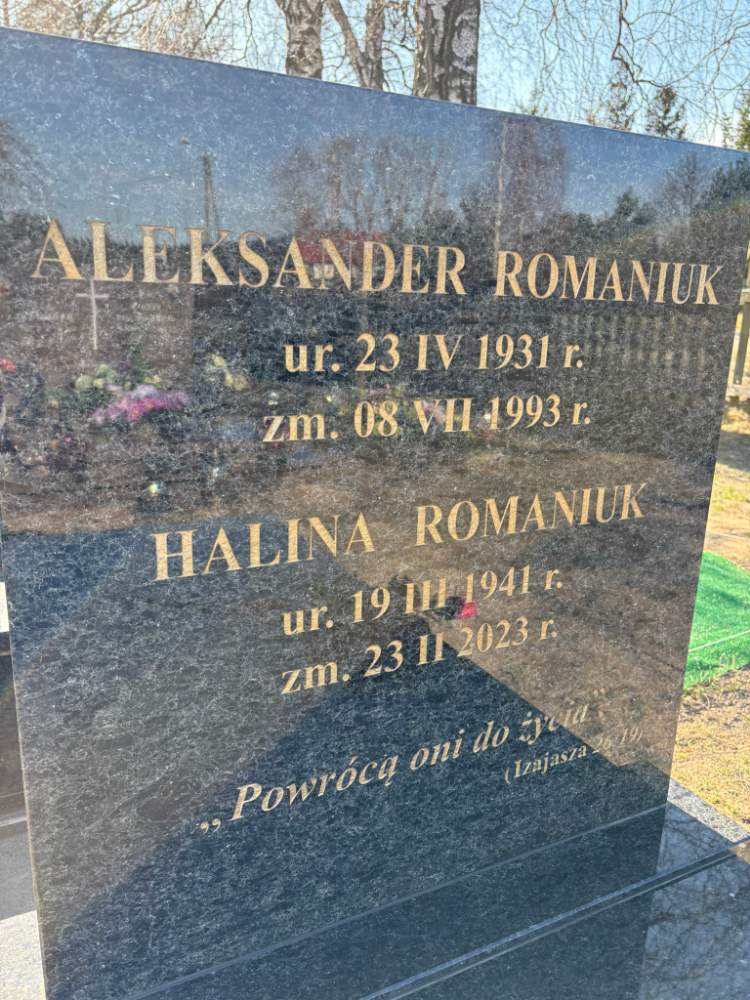 ALEKSANDER ROMANIUK
ur. 23 IV 1931 r.
zm. 08 VII 1993 r.
HALINA ROMANIUK
ur. 19 III 1941 r.
zm. 23 II 2023 r.
„Powrócą oni do życia”
(Izajasza 26:19)